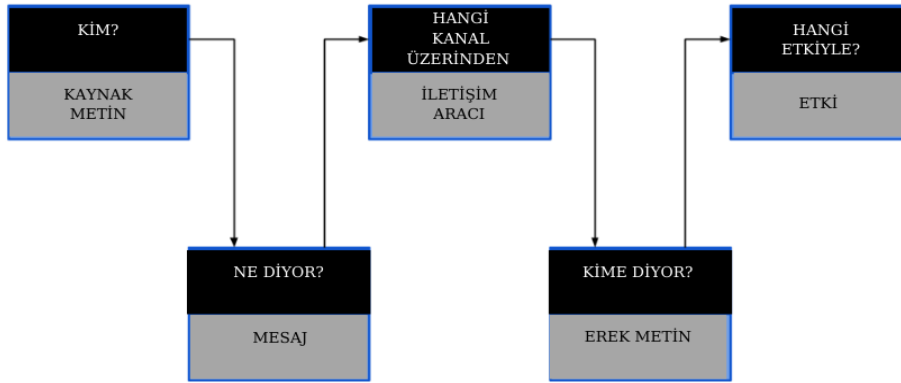 KİM?
KAYNAK
METİN
NE DİYOR?
MESAJ
HANGİ
KANAL
ÜZERİNDEN
İLETİŞİM
ARACI
KİME DİYOR?
EREK METİN
HANGİ
ETKİYLE?
ETKİ